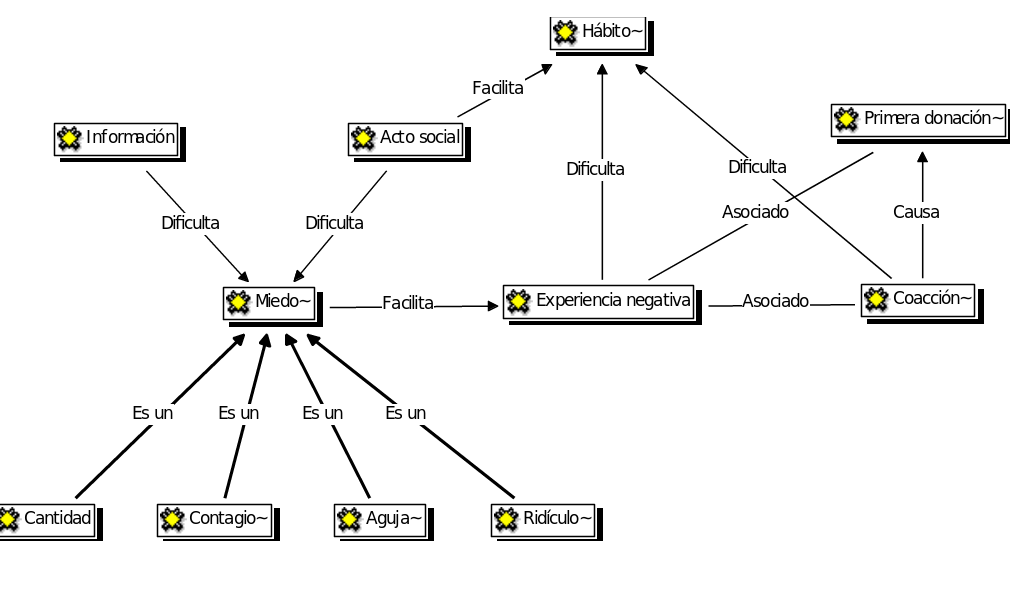 Hábito~
Facilita
Primera donación~
Información
Acto social
Dificulta
Dificulta
Asociado
Causa
Dificulta
Dificulta
Miedo~
Facilita
Experiencia negativa
Asociado
Coacción~
Es un
Es un
Es un
Es un
Cantidad
Contagio~
Aguja~
Ridículo~